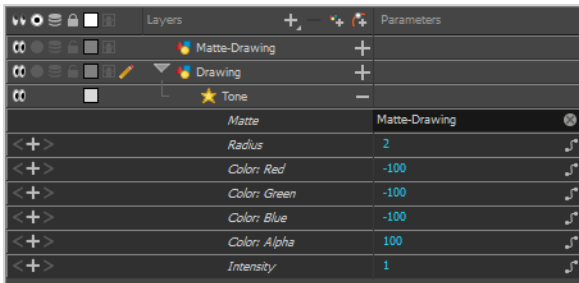 Layers Parameters
Matte-Drawing
Drawing
Tone
Matte Matte-Drawing
Radius 2
Color: Red -100
Color: Green -100
Color: Blue -100
Color: Alpha 100
Intensity 1